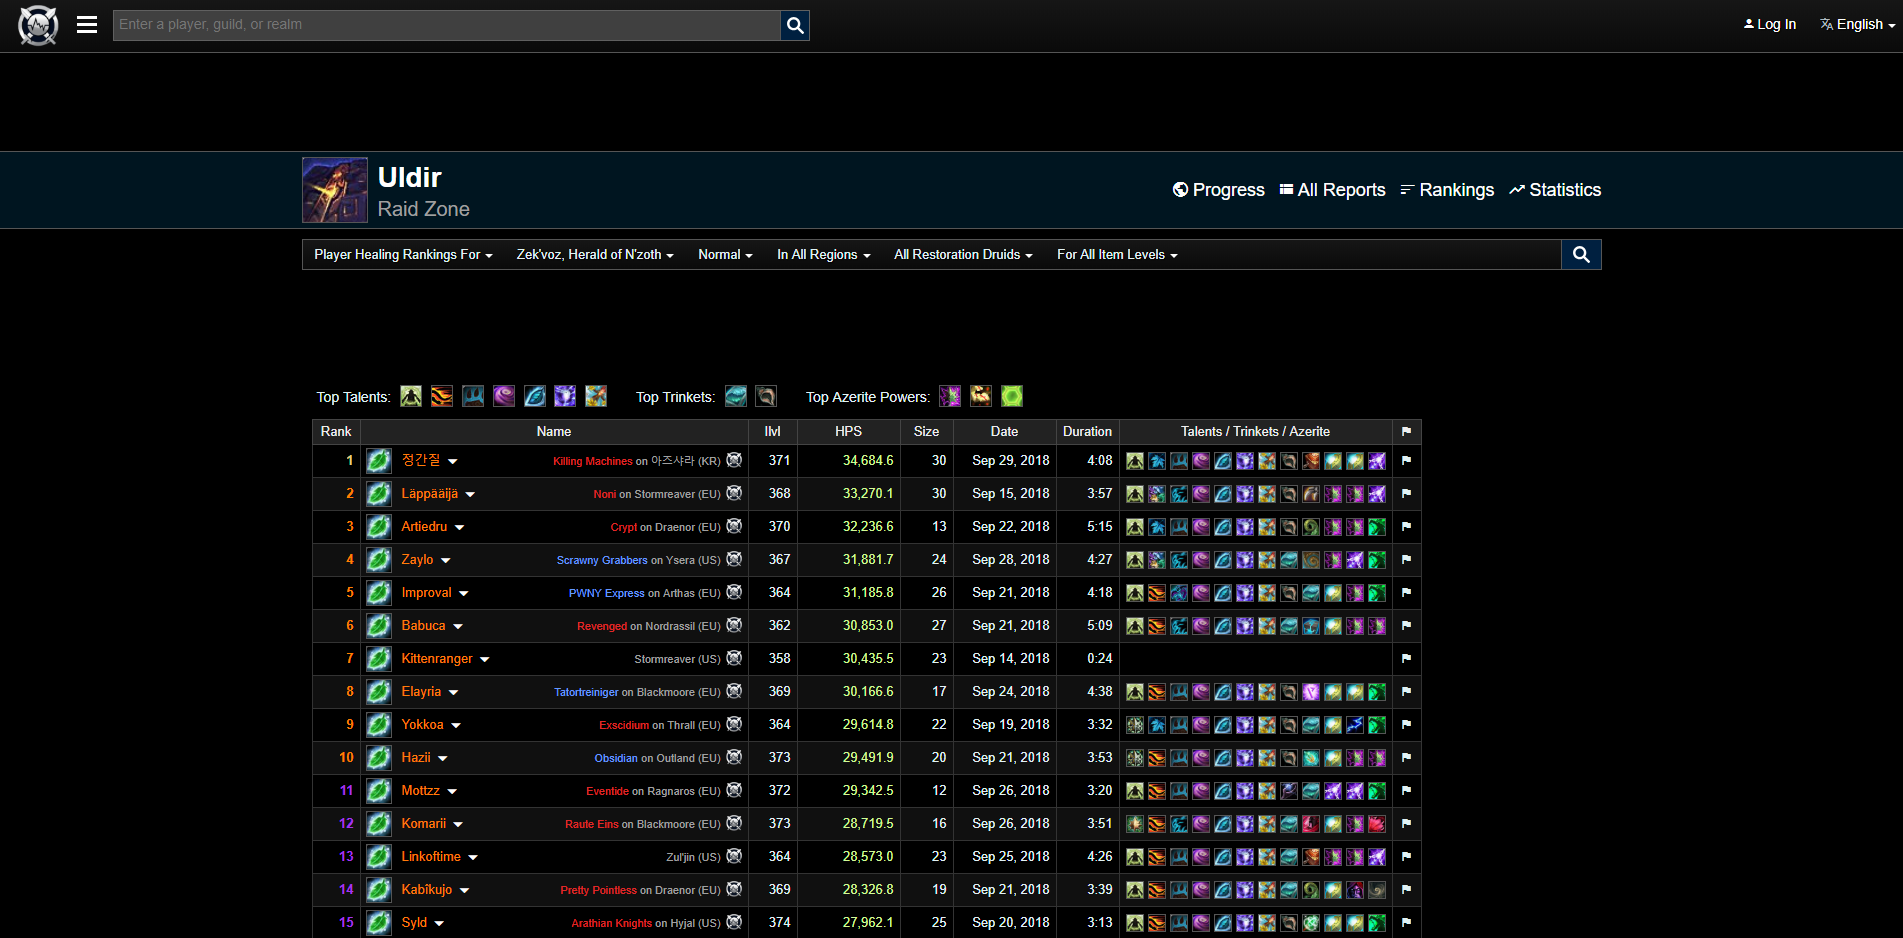 Enter a player, guild, or realm
Log In
English
Uldir
Raid Zone
Progress All Reports Rankings Statistics
Player Healing Rankings For Zek'voz, Herald of N'zoth Normal In All Regions All Restoration Druids For All Item Levels
Top Talents: Top Trinkets: Top Azerite Powers:
Rank Name Ilvl HPS Size Date Duration Talents / Trinkets / Azerite
1 정간질 Killing Machines on 아즈샤라 (KR) 371 34,684.6 30 Sep 29, 2018 4:08
2 Läppääijä Noni on Stormreaver (EU) 368 33,270.1 30 Sep 15, 2018 3:57
3 Artiedru Crypt on Draenor (EU) 370 32,236.6 13 Sep 22, 2018 5:15
4 Zaylo Scrawny Grabbers on Ysera (US) 367 31,881.7 24 Sep 28, 2018 4:27
5 Improval PWNY Express on Arthas (EU) 364 31,185.8 26 Sep 21, 2018 4:18
6 Babuca Revenged on Nordrassil (EU) 362 30,853.0 27 Sep 21, 2018 5:09
7 Kittenranger Stormreaver (US) 358 30,435.5 23 Sep 14, 2018 0:24
8 Elayria Tatortreiniger on Blackmoore (EU) 369 30,166.6 17 Sep 24, 2018 4:38
9 Yokkoa Exscidium on Thrall (EU) 364 29,614.8 22 Sep 19, 2018 3:32
10 Hazii Obsidian on Outland (EU) 373 29,491.9 20 Sep 21, 2018 3:53
11 Mottzz Eventide on Ragnaros (EU) 372 29,342.5 12 Sep 26, 2018 3:20
12 Komarii Raute Eins on Blackmoore (EU) 373 28,719.5 16 Sep 26, 2018 3:51
13 Linkoftime Zul'jin (US) 364 28,573.0 23 Sep 25, 2018 4:26
14 Kabîkujo Pretty Pointless on Draenor (EU) 369 28,326.8 19 Sep 21, 2018 3:39
15 Syld Arathian Knights on Hyjal (US) 374 27,962.1 25 Sep 20, 2018 3:13